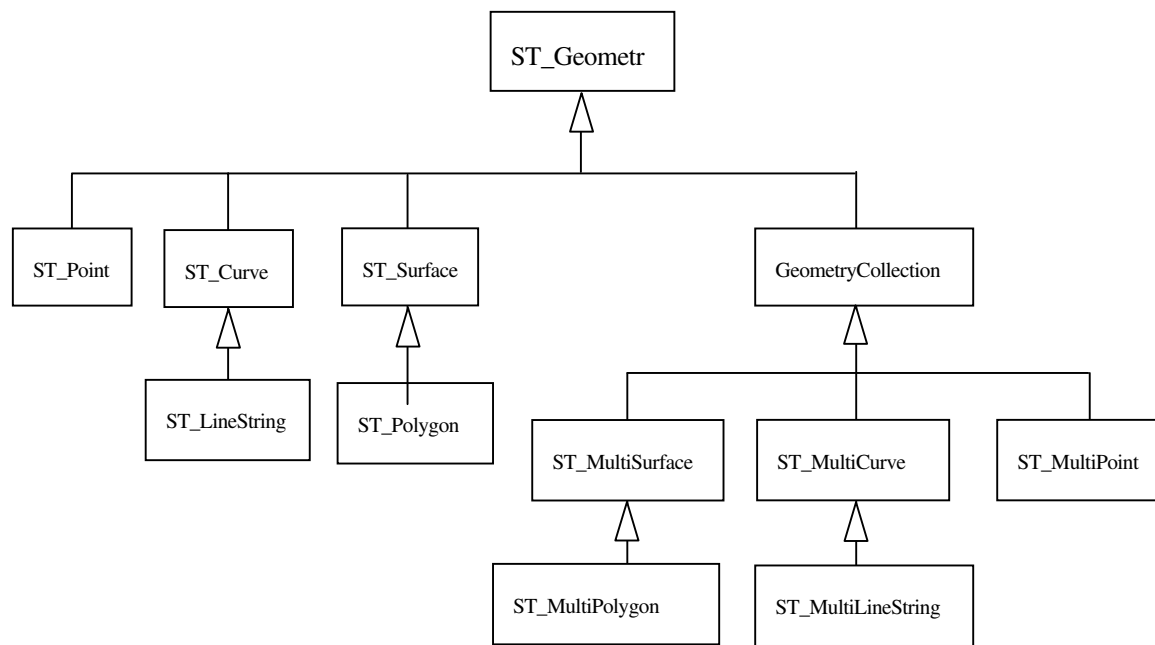 ST_Geometr
ST_Point
ST_Curve
ST_Surface
GeometryCollection
ST_LineString
ST_Polygon
ST_MultiSurface
ST_MultiCurve
ST_MultiPoint
ST_MultiPolygon
ST_MultiLineString